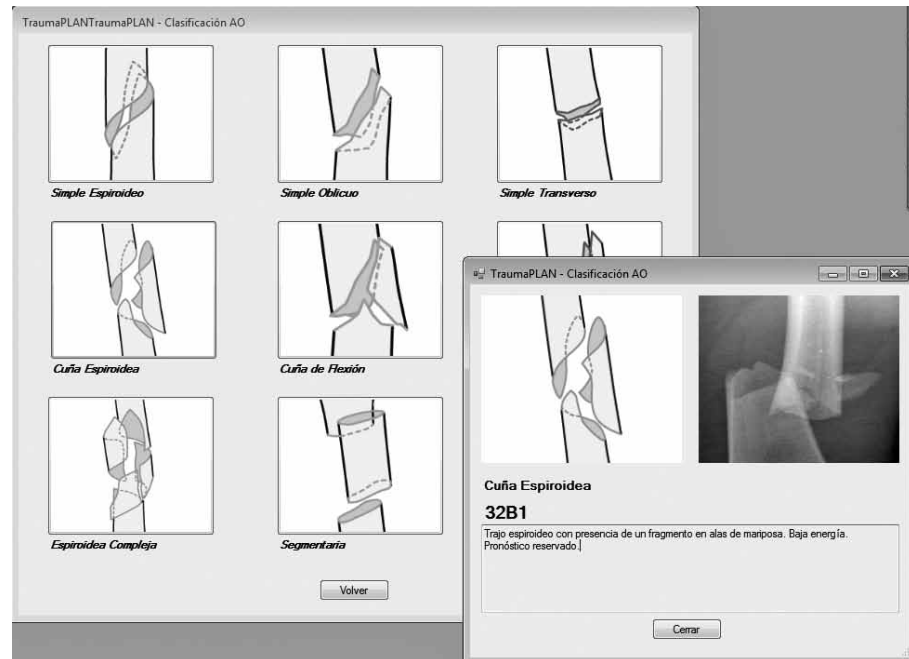 TraumaPLANTraumaPLAN - Clasificación AO
Simple Espiroideo
Simple Oblicuo
Simple Transverso
Cuña Espiroidea
Cuña de Flexión
Espiroidea Compleja
Segmentaria
Volver
TraumaPLAN - Clasificación AO
Cuña Espiroidea
32B1
Trajo espiroideo con presencia de un fragmento en alas de mariposa. Baja energía.
Pronóstico reservado.
Cerrar